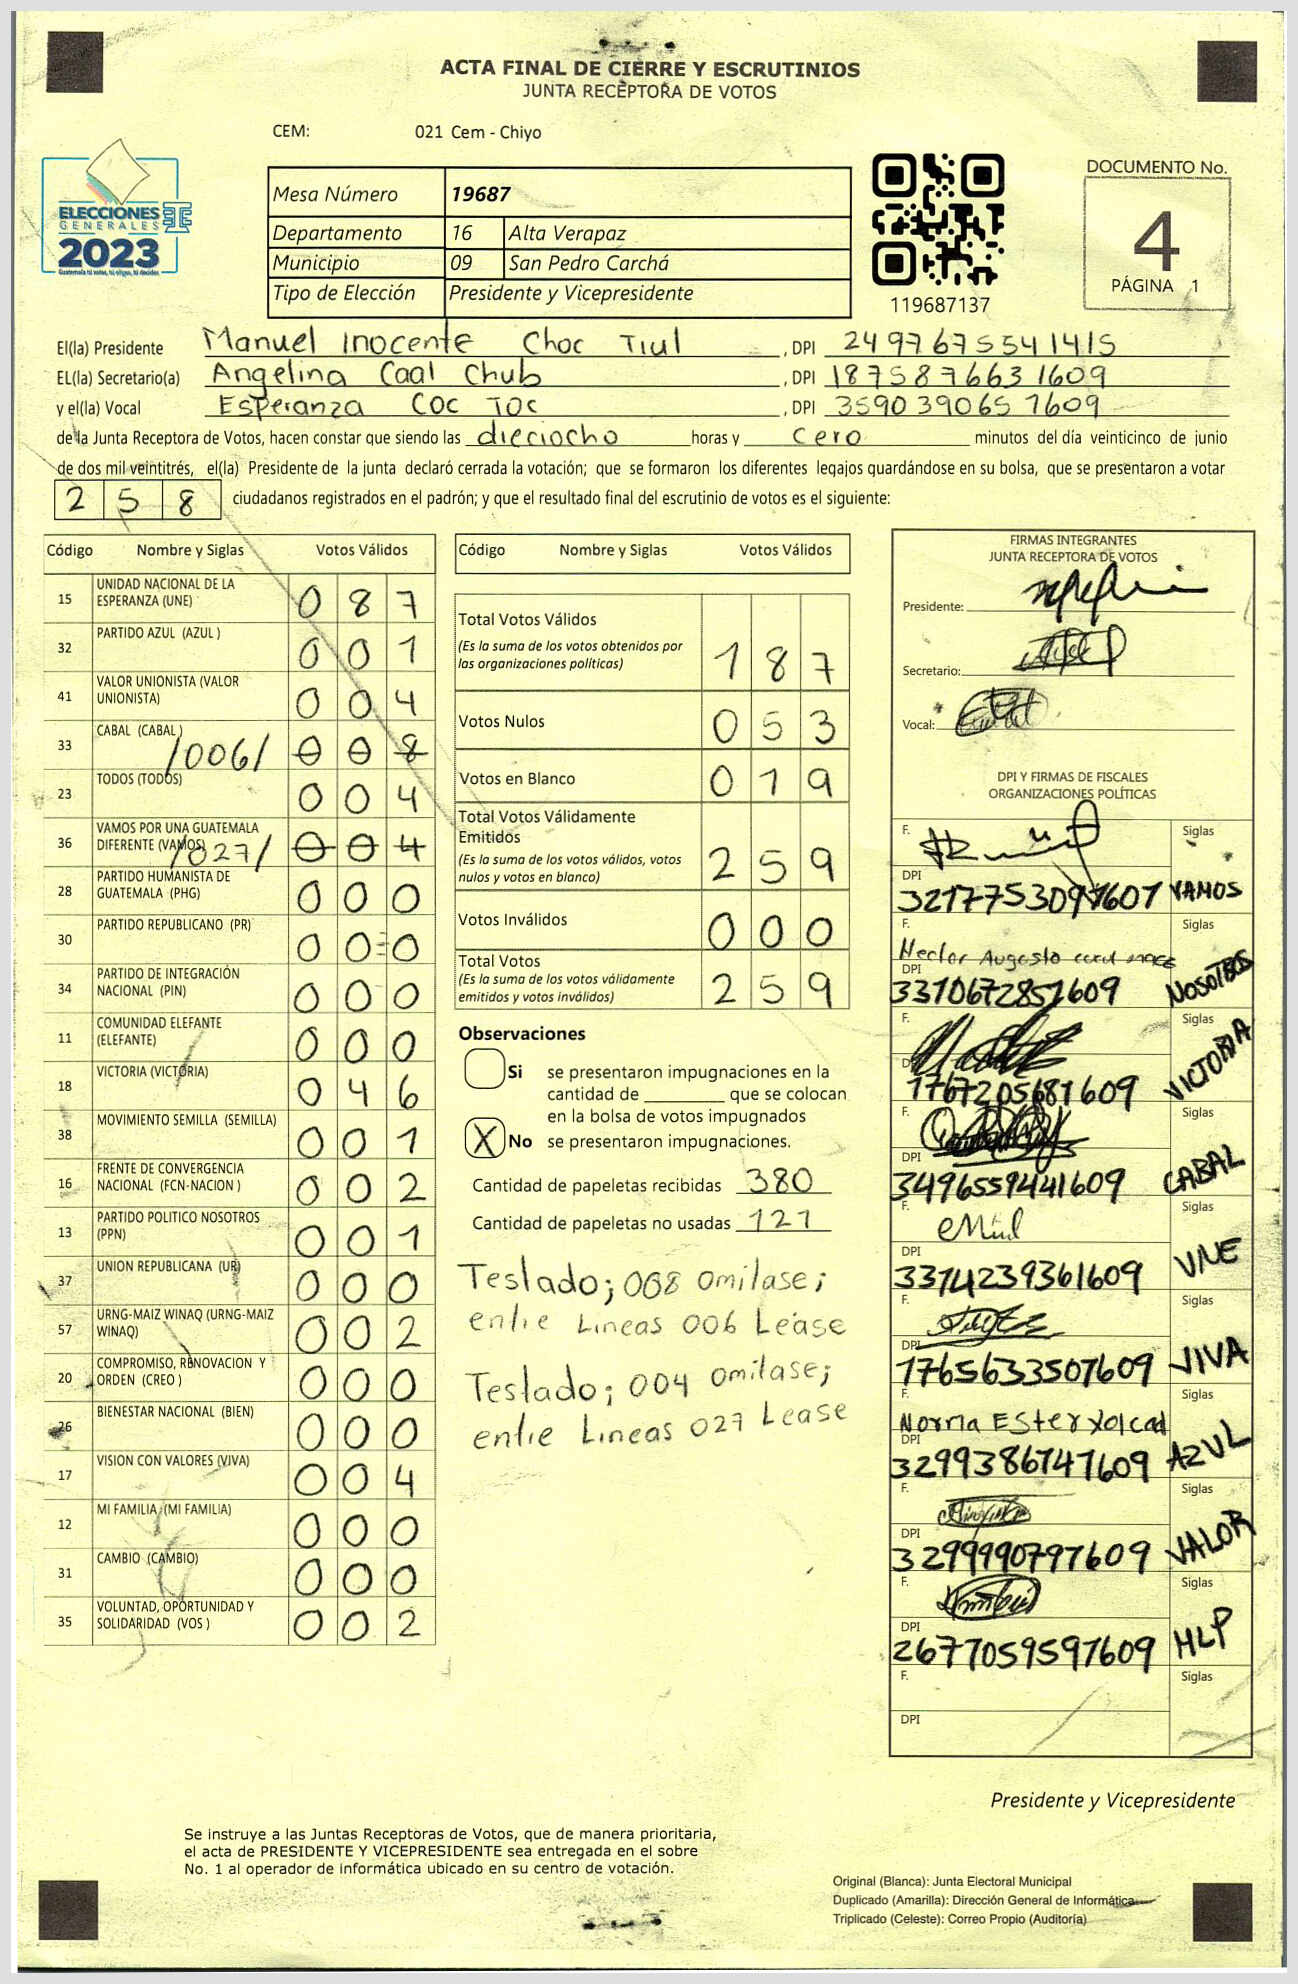 ACTA FINAL DE CIERRE Y ESCRUTINIOS
JUNTA RECEPTORA DE VOTOS
CEM: 021 Cem - Chiyo
ELECCIONES
GENERALES
2023
Guatemala tú votas, tú eliges, tú decides
Mesa Número 19687
Departamento 16 Alta Verapaz
Municipio 09 San Pedro Carchá
Tipo de Elección Presidente y Vicepresidente
119687137
DOCUMENTO No.
4
PÁGINA 1
El(la) Presidente Manuel Inocente Choc Tiul , DPI 2497675541415
EL(la) Secretario(a) Angelina Caal Chub , DPI 1875876631609
y el(la) Vocal Esperanza Coc Toc , DPI 3590390651609
de la Junta Receptora de Votos, hacen constar que siendo las dieciocho horas y cero minutos del día veinticinco de junio
de dos mil veintitrés, el(la) Presidente de la junta declaró cerrada la votación; que se formaron los diferentes legajos guardándose en su bolsa, que se presentaron a votar
2 5 8 ciudadanos registrados en el padrón; y que el resultado final del escrutinio de votos es el siguiente:
Código Nombre y Siglas Votos Válidos
15 UNIDAD NACIONAL DE LA ESPERANZA (UNE) 0 8 7
32 PARTIDO AZUL (AZUL ) 0 0 1
41 VALOR UNIONISTA (VALOR UNIONISTA) 0 0 4
33 CABAL (CABAL ) /006/ 0 0 8
23 TODOS (TODOS) 0 0 4
36 VAMOS POR UNA GUATEMALA DIFERENTE (VAMOS) /027/ 0 0 4
28 PARTIDO HUMANISTA DE GUATEMALA (PHG) 0 0 0
30 PARTIDO REPUBLICANO (PR) 0 0 0
34 PARTIDO DE INTEGRACIÓN NACIONAL (PIN) 0 0 0
11 COMUNIDAD ELEFANTE (ELEFANTE) 0 0 0
18 VICTORIA (VICTORIA) 0 4 6
38 MOVIMIENTO SEMILLA (SEMILLA) 0 0 1
16 FRENTE DE CONVERGENCIA NACIONAL (FCN-NACION ) 0 0 2
13 PARTIDO POLITICO NOSOTROS (PPN) 0 0 1
37 UNION REPUBLICANA (UR) 0 0 0
57 URNG-MAIZ WINAQ (URNG-MAIZ WINAQ) 0 0 2
20 COMPROMISO, RENOVACION Y ORDEN (CREO ) 0 0 0
26 BIENESTAR NACIONAL (BIEN) 0 0 0
17 VISION CON VALORES (VIVA) 0 0 4
12 MI FAMILIA (MI FAMILIA) 0 0 0
31 CAMBIO (CAMBIO) 0 0 0
35 VOLUNTAD, OPORTUNIDAD Y SOLIDARIDAD (VOS ) 0 0 2
Código Nombre y Siglas Votos Válidos
Total Votos Válidos
(Es la suma de los votos obtenidos por
las organizaciones políticas) 1 8 7
Votos Nulos 0 5 3
Votos en Blanco 0 1 9
Total Votos Válidamente
Emitidos
(Es la suma de los votos válidos, votos
nulos y votos en blanco) 2 5 9
Votos Inválidos 0 0 0
Total Votos
(Es la suma de los votos válidamente
emitidos y votos inválidos) 2 5 9
Observaciones
Si se presentaron impugnaciones en la
cantidad de ________ que se colocan
en la bolsa de votos impugnados
X No se presentaron impugnaciones.
Cantidad de papeletas recibidas 380
Cantidad de papeletas no usadas 121
Teslado; 008 omitase;
entre Lineas 006 Lease
Teslado; 004 omitase;
entre Lineas 027 Lease
FIRMAS INTEGRANTES
JUNTA RECEPTORA DE VOTOS
Presidente:
Secretario:
Vocal:
DPI Y FIRMAS DE FISCALES
ORGANIZACIONES POLÍTICAS
F. Siglas
DPI
3217753091601 VAMOS
F. Siglas
Hector Augusto
DPI
3310672851609 NOSOTROS
F. Siglas
DPI
1767205681609 VICTORIA
F. Siglas
DPI
3496559441609 CABAL
F. Siglas
DPI
3314239361609 VNE
F. Siglas
DPI
1765633507609 VIVA
F. Siglas
Norma Ester Xolcal
DPI
3299386741609 AZUL
F. Siglas
DPI
3299990797609 VALOR
F. Siglas
DPI
2677059597609 MLP
F. Siglas
DPI
Presidente y Vicepresidente
Se instruye a las Juntas Receptoras de Votos, que de manera prioritaria,
el acta de PRESIDENTE Y VICEPRESIDENTE sea entregada en el sobre
No. 1 al operador de informática ubicado en su centro de votación.
Original (Blanca): Junta Electoral Municipal
Duplicado (Amarilla): Dirección General de Informática
Triplicado (Celeste): Correo Propio (Auditoría)